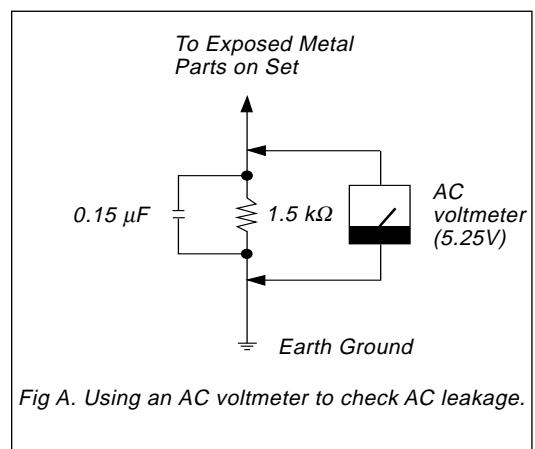 To Exposed Metal
Parts on Set
0.15 μF
1.5 kΩ
AC
voltmeter
(5.25V)
Earth Ground
Fig A. Using an AC voltmeter to check AC leakage.